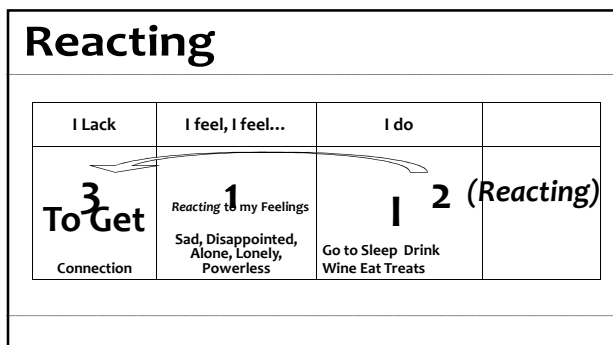 Reacting
I Lack
I feel, I feel...
I do
3
To Get
Connection
1
Reacting to my Feelings
Sad, Disappointed,
Alone, Lonely,
Powerless
I
2 (Reacting)
Go to Sleep Drink
Wine Eat Treats